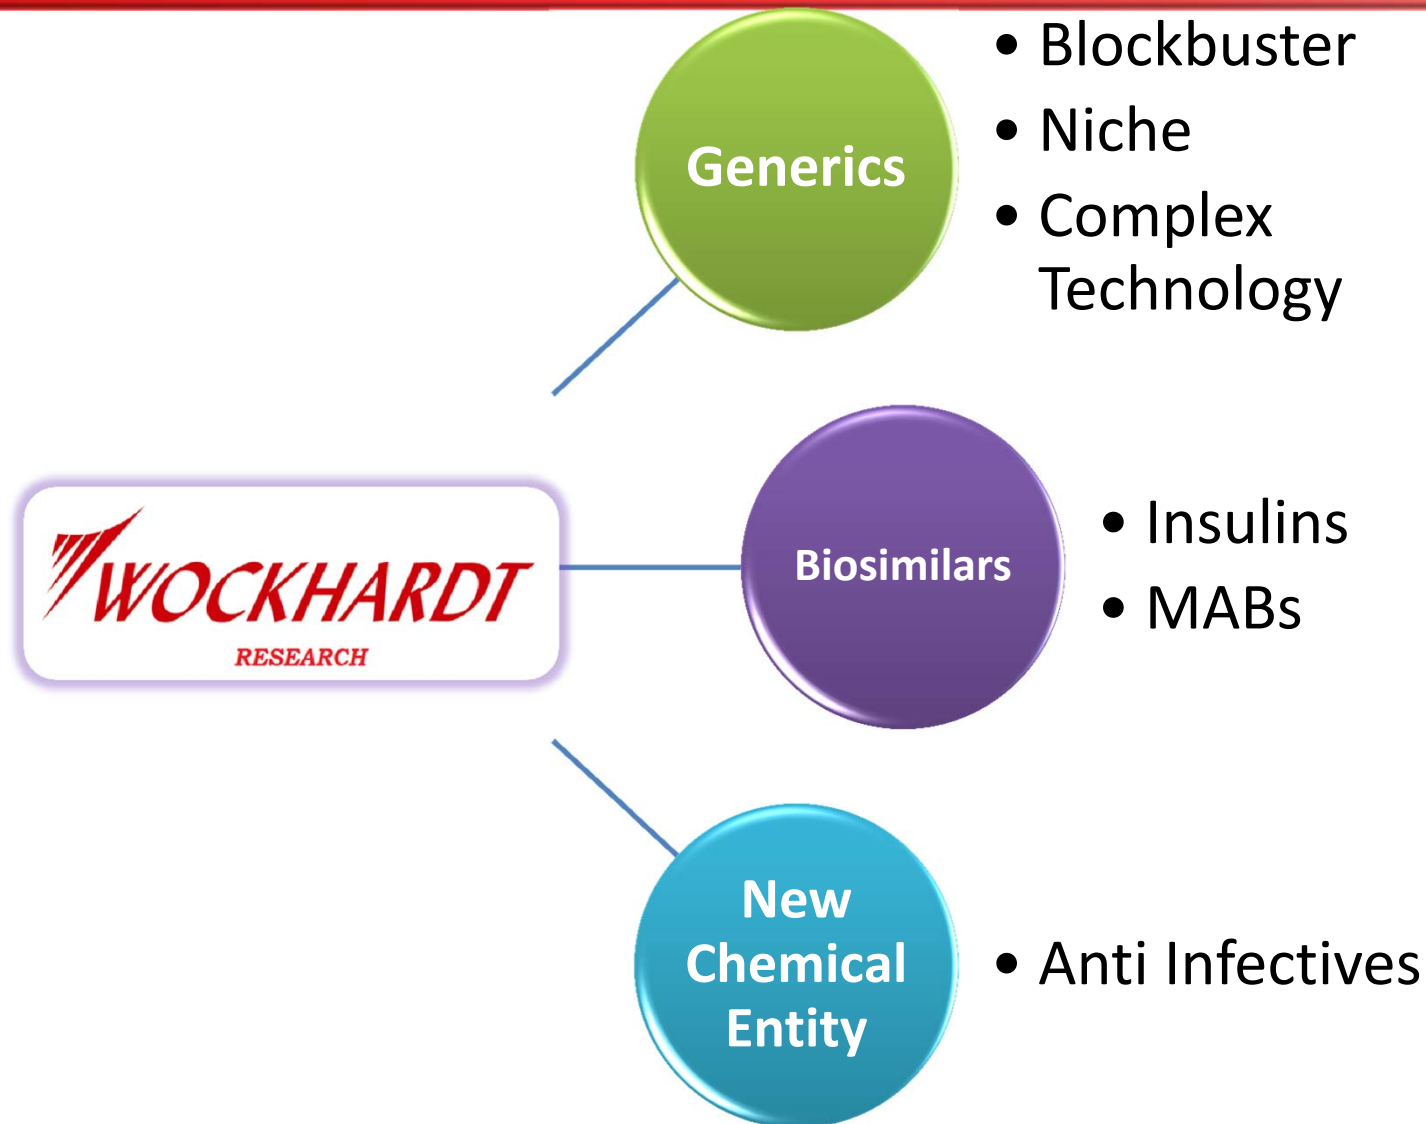 WOCKHARDT
RESEARCH
Generics
• Blockbuster
• Niche
• Complex
Technology
Biosimilars
• Insulins
• MABs
New
Chemical
Entity
• Anti Infectives